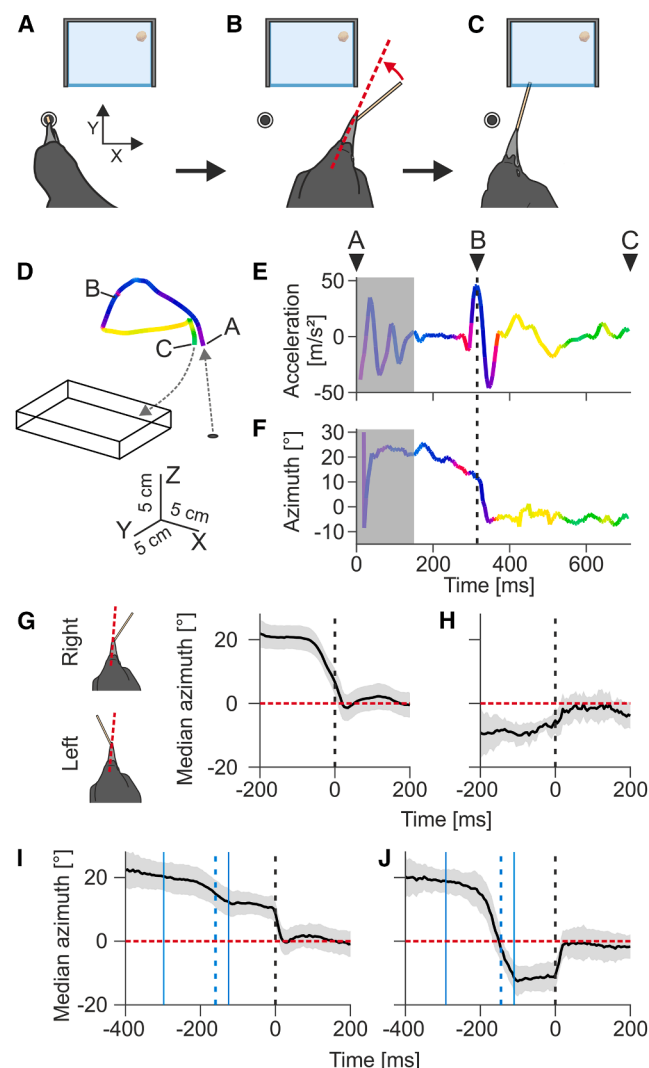 A B C
Y
X
D
B
A
C
Z
5 cm
5 cm
Y
5 cm
X
A B C
E
50
0
-50
Acceleration
[m/s²]
F
30
20
10
0
-10
Azimuth [°]
0 200 400 600
Time [ms]
G
Right
Left
Median azimuth [°]
20
0
-20
-200 0 200
H
-200 0 200
Time [ms]
I
Median azimuth [°]
20
0
-20
-400 -200 0 200
J
-400 -200 0 200
Time [ms]